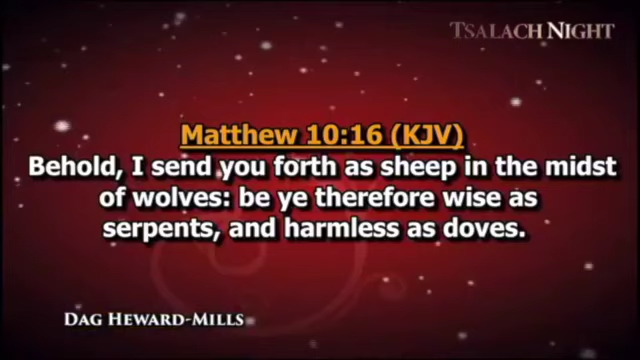 TSALACH NIGHT
Matthew 10:16 (KJV)
Behold, I send you forth as sheep in the midst
of wolves: be ye therefore wise as
serpents, and harmless as doves.
DAG HEWARD-MILLS